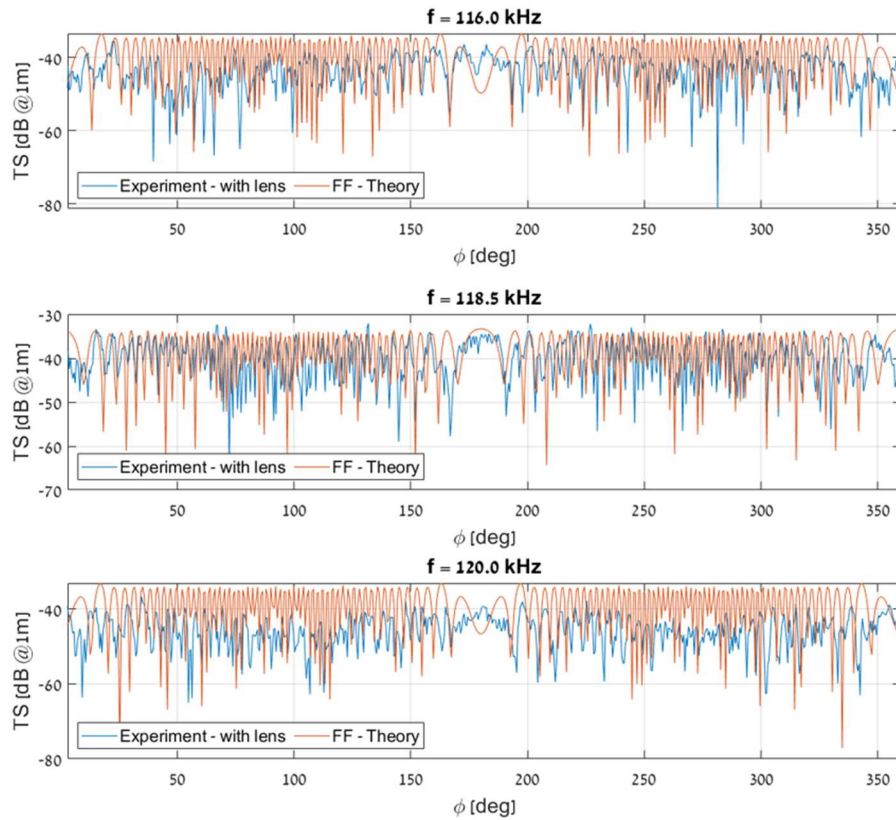 f = 116.0 kHz
-40
-60
-80
TS [dB @1m]
Experiment - with lens
FF - Theory
50 100 150 200 250 300 350
ϕ [deg]
f = 118.5 kHz
-30
-40
-50
-60
-70
TS [dB @1m]
Experiment - with lens
FF - Theory
50 100 150 200 250 300 350
ϕ [deg]
f = 120.0 kHz
-40
-60
-80
TS [dB @1m]
Experiment - with lens
FF - Theory
50 100 150 200 250 300 350
ϕ [deg]